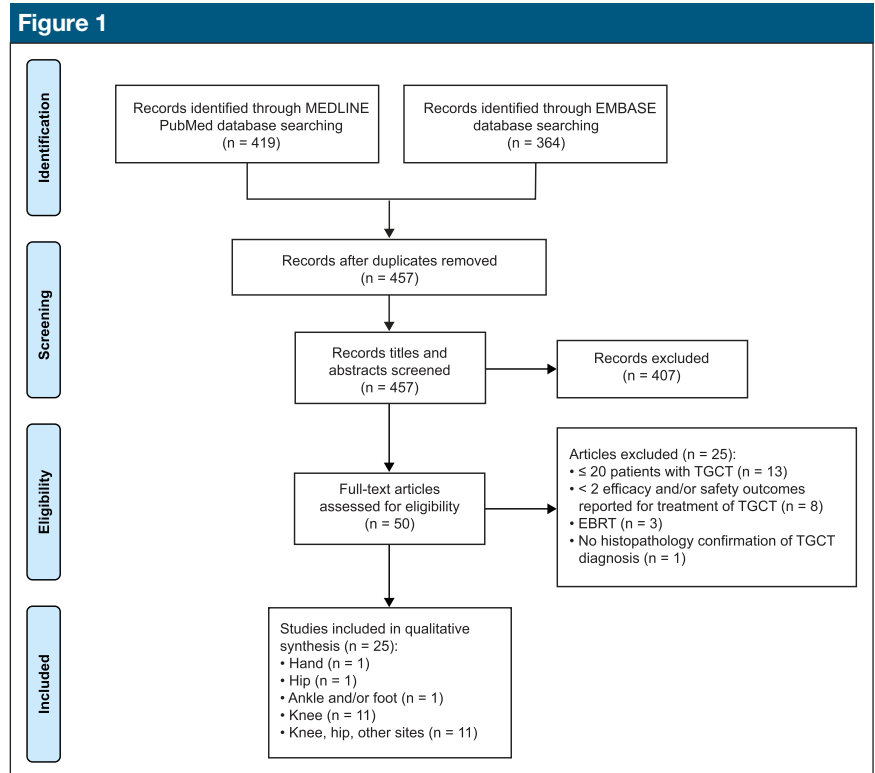 Figure 1
Identification
Records identified through MEDLINE
PubMed database searching
(n = 419)
Records identified through EMBASE
database searching
(n = 364)
Screening
Records after duplicates removed
(n = 457)
Records titles and
abstracts screened
(n = 457)
Records excluded
(n = 407)
Eligibility
Full-text articles
assessed for eligibility
(n = 50)
Articles excluded (n = 25):
• ≤ 20 patients with TGCT (n = 13)
• < 2 efficacy and/or safety outcomes
reported for treatment of TGCT (n = 8)
• EBRT (n = 3)
• No histopathology confirmation of TGCT
diagnosis (n = 1)
Included
Studies included in qualitative
synthesis (n = 25):
• Hand (n = 1)
• Hip (n = 1)
• Ankle and/or foot (n = 1)
• Knee (n = 11)
• Knee, hip, other sites (n = 11)